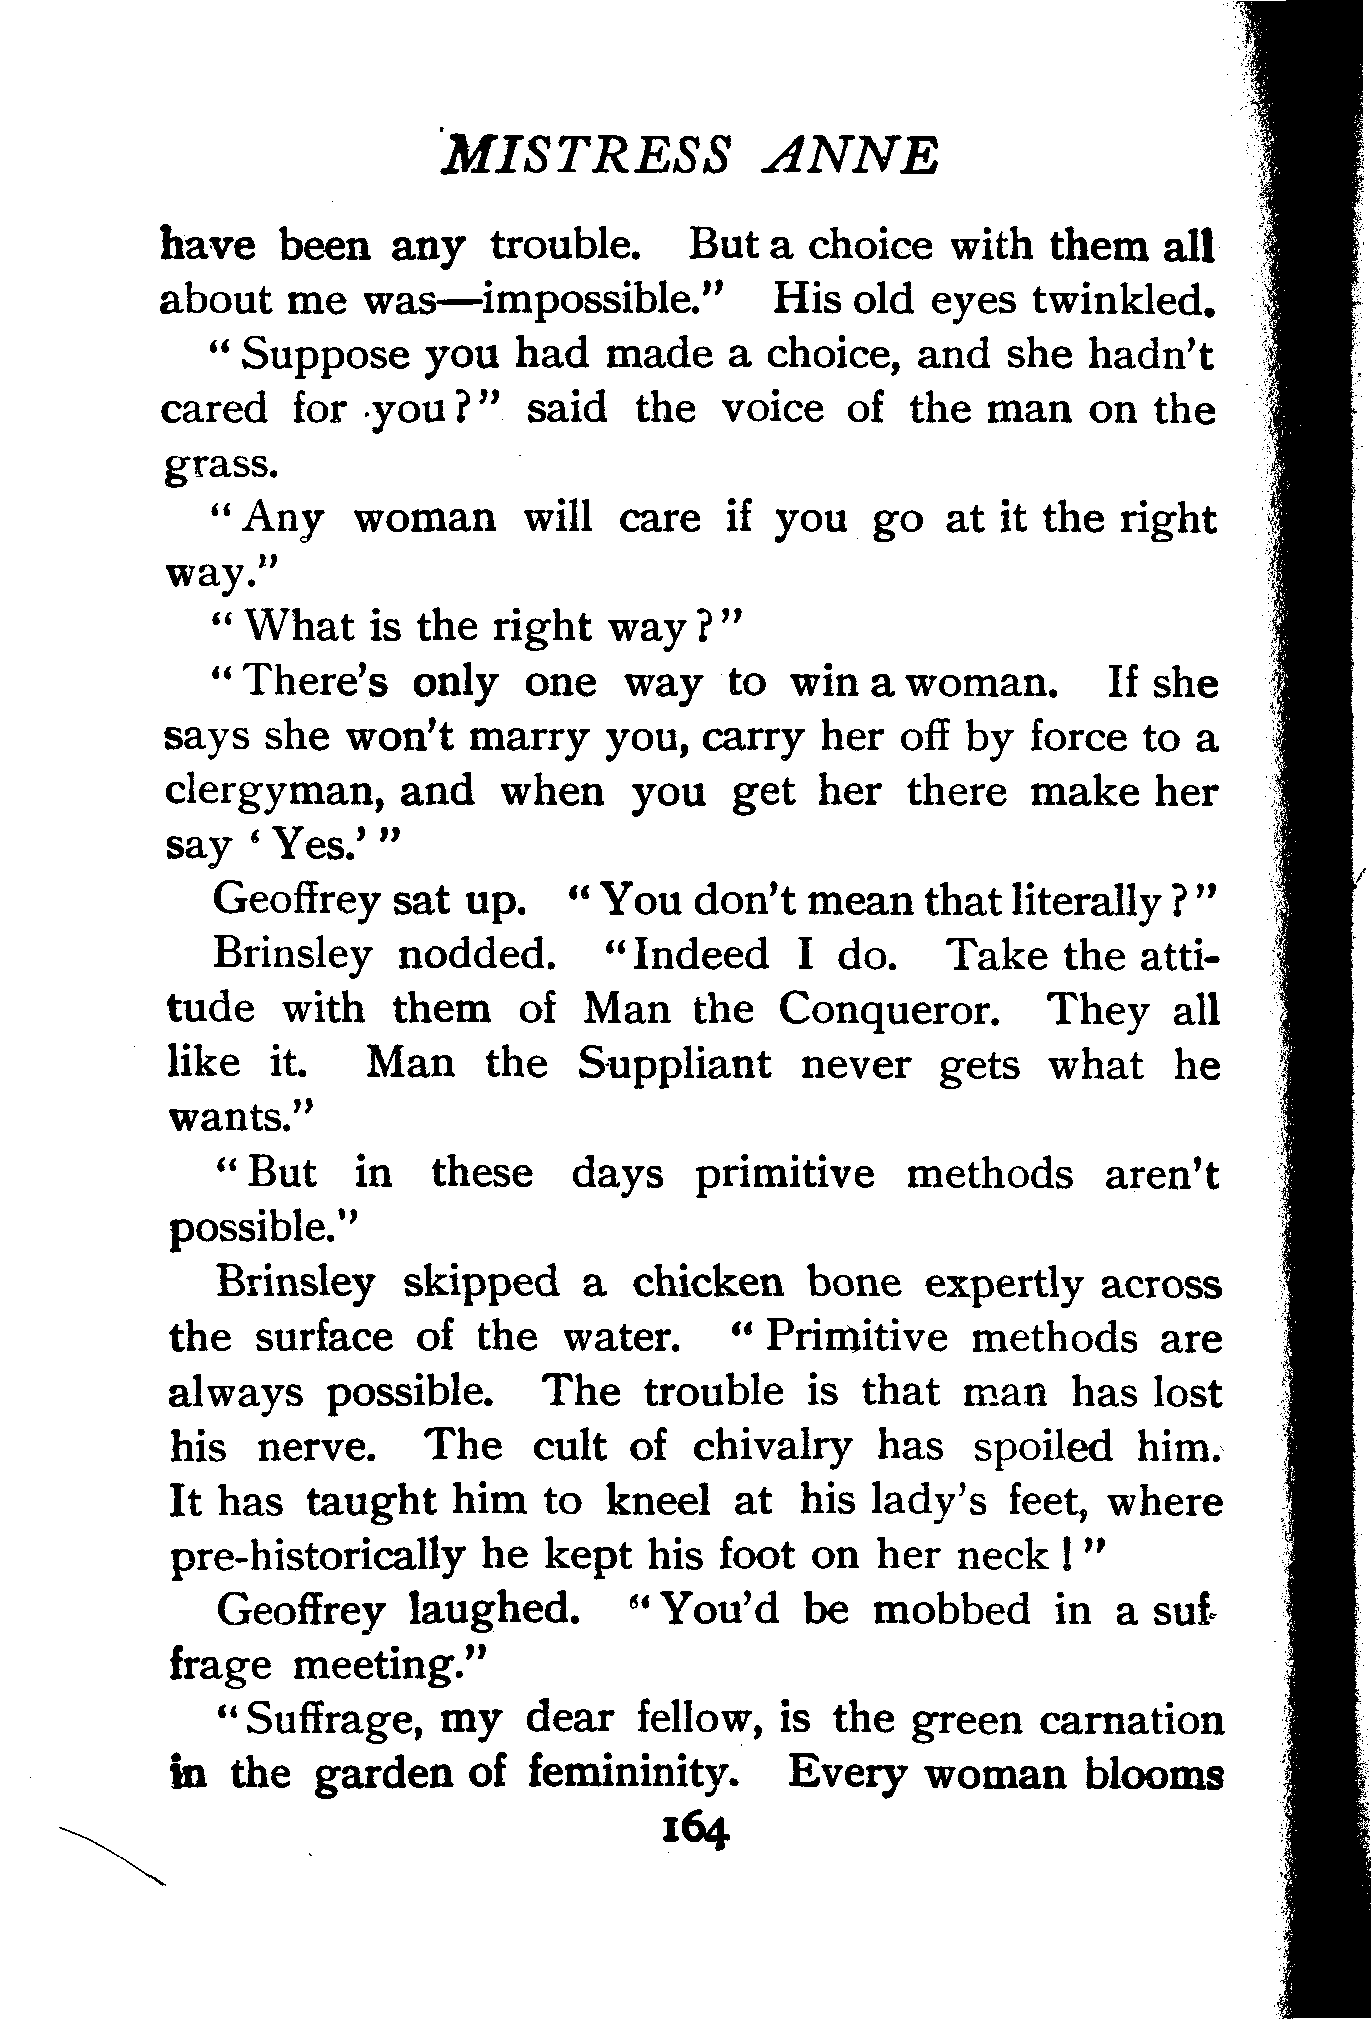 MISTRESS ANNE
have been any trouble. But a choice with them all
about me was—impossible." His old eyes twinkled.
"Suppose you had made a choice, and she hadn't
cared for you?" said the voice of the man on the
grass.
"Any woman will care if you go at it the right
way."
"What is the right way?"
"There's only one way to win a woman. If she
says she won't marry you, carry her off by force to a
clergyman, and when you get her there make her
say 'Yes.'"
Geoffrey sat up. "You don't mean that literally?"
Brinsley nodded. "Indeed I do. Take the atti-
tude with them of Man the Conqueror. They all
like it. Man the Suppliant never gets what he
wants."
"But in these days primitive methods aren't
possible."
Brinsley skipped a chicken bone expertly across
the surface of the water. "Primitive methods are
always possible. The trouble is that man has lost
his nerve. The cult of chivalry has spoiled him.
It has taught him to kneel at his lady's feet, where
pre-historically he kept his foot on her neck!"
Geoffrey laughed. "You'd be mobbed in a suf-
frage meeting."
"Suffrage, my dear fellow, is the green carnation
in the garden of femininity. Every woman blooms
164